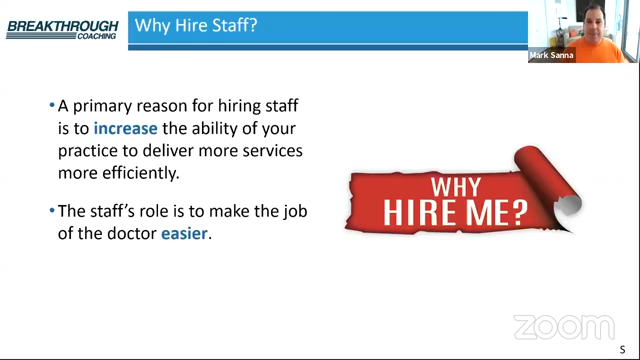 BREAKTHROUGH
COACHING
Why Hire Staff?
Mark Sanna
•A primary reason for hiring staff
is to increase the ability of your
practice to deliver more services
more efficiently.
•The staff's role is to make the job
of the doctor easier.
WHY
HIRE ME?
zoom
S